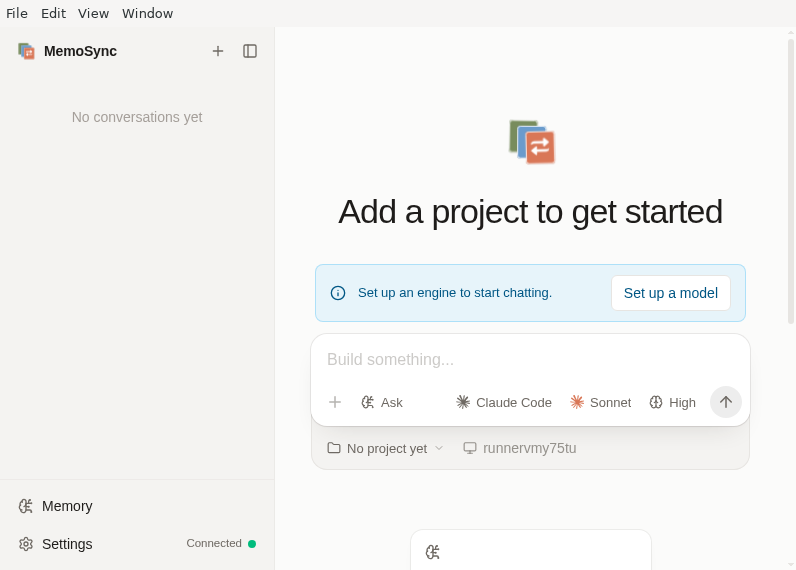 File Edit View Window
MemoSync
No conversations yet
Memory
Settings Connected
Add a project to get started
Set up an engine to start chatting. Set up a model
Build something...
Ask Claude Code Sonnet High
No project yet runnervmy75tu